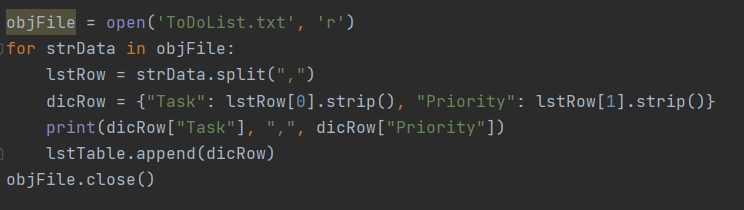 objFile = open('ToDoList.txt', 'r')
for strData in objFile:
    lstRow = strData.split(",")
    dicRow = {"Task": lstRow[0].strip(), "Priority": lstRow[1].strip()}
    print(dicRow["Task"], ",", dicRow["Priority"])
    lstTable.append(dicRow)
objFile.close()